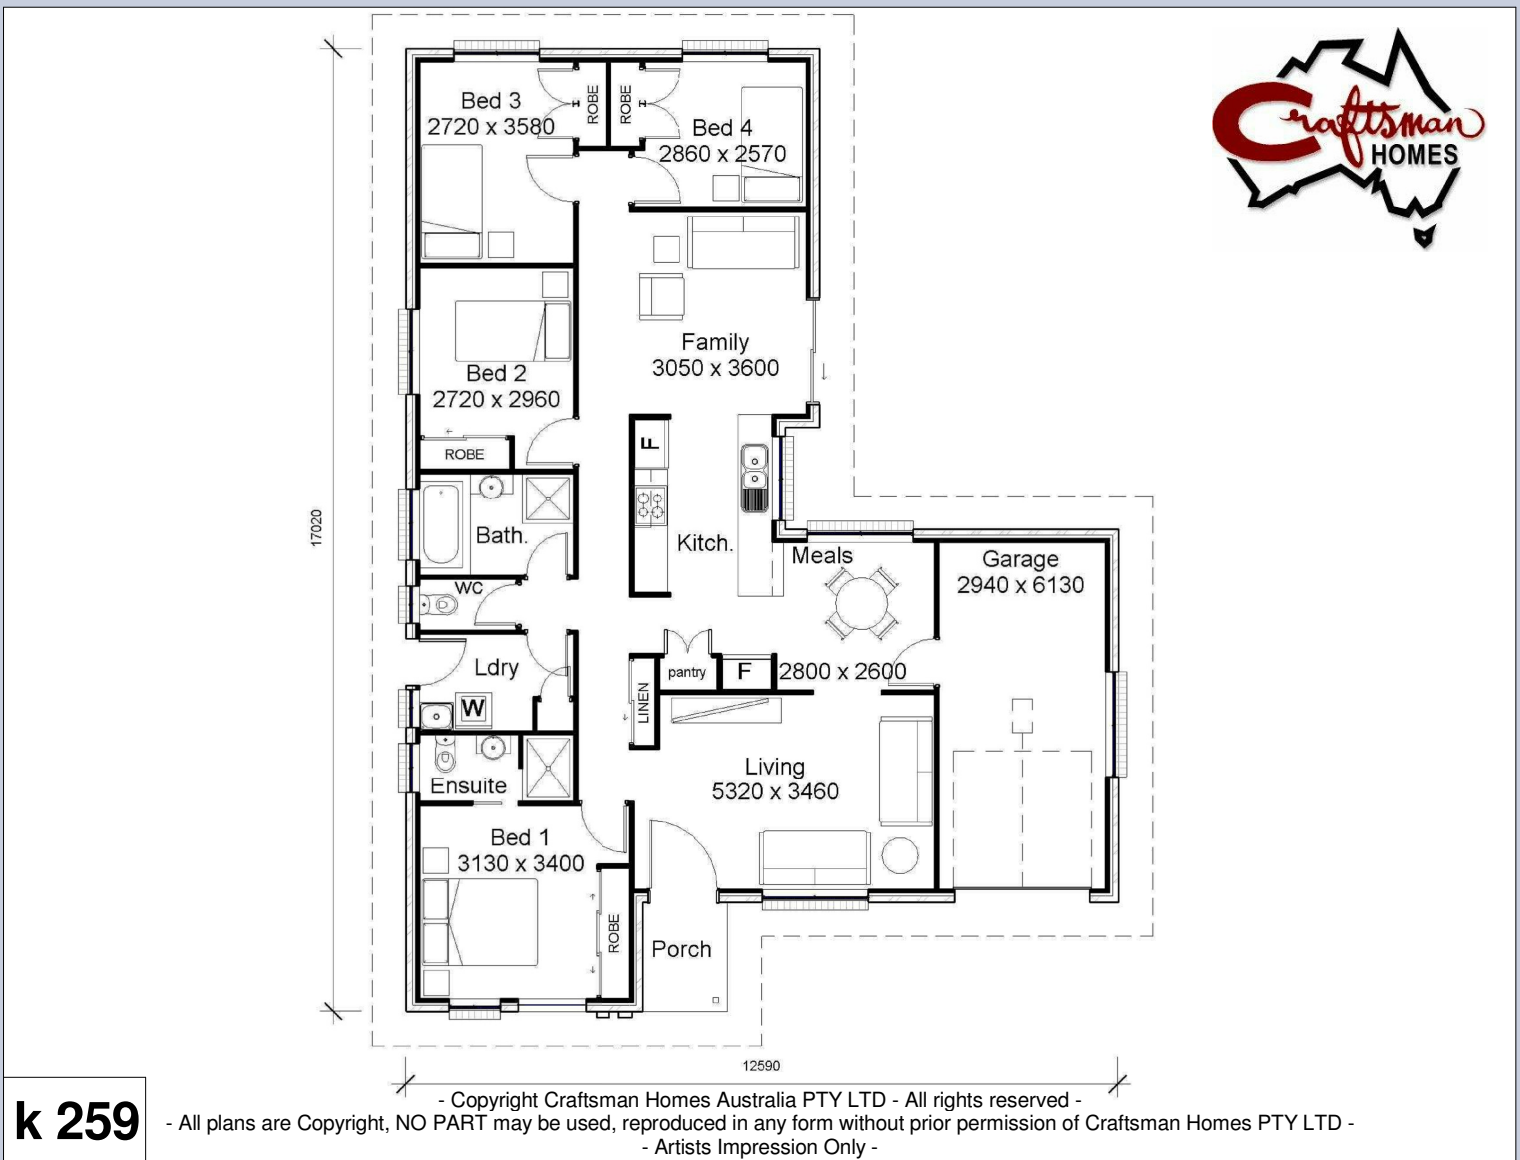 Craftsman
HOMES
Bed 3
2720 x 3580
ROBE
ROBE
Bed 4
2860 x 2570
Family
3050 x 3600
Bed 2
2720 x 2960
ROBE
F
Bath.
Kitch.
WC
Meals
Garage
2940 x 6130
17020
Ldry
W
LINEN
pantry
F
2800 x 2600
Ensuite
Living
5320 x 3460
Bed 1
3130 x 3400
ROBE
Porch
12590
k 259
- Copyright Craftsman Homes Australia PTY LTD - All rights reserved -
- All plans are Copyright, NO PART may be used, reproduced in any form without prior permission of Craftsman Homes PTY LTD -
- Artists Impression Only -